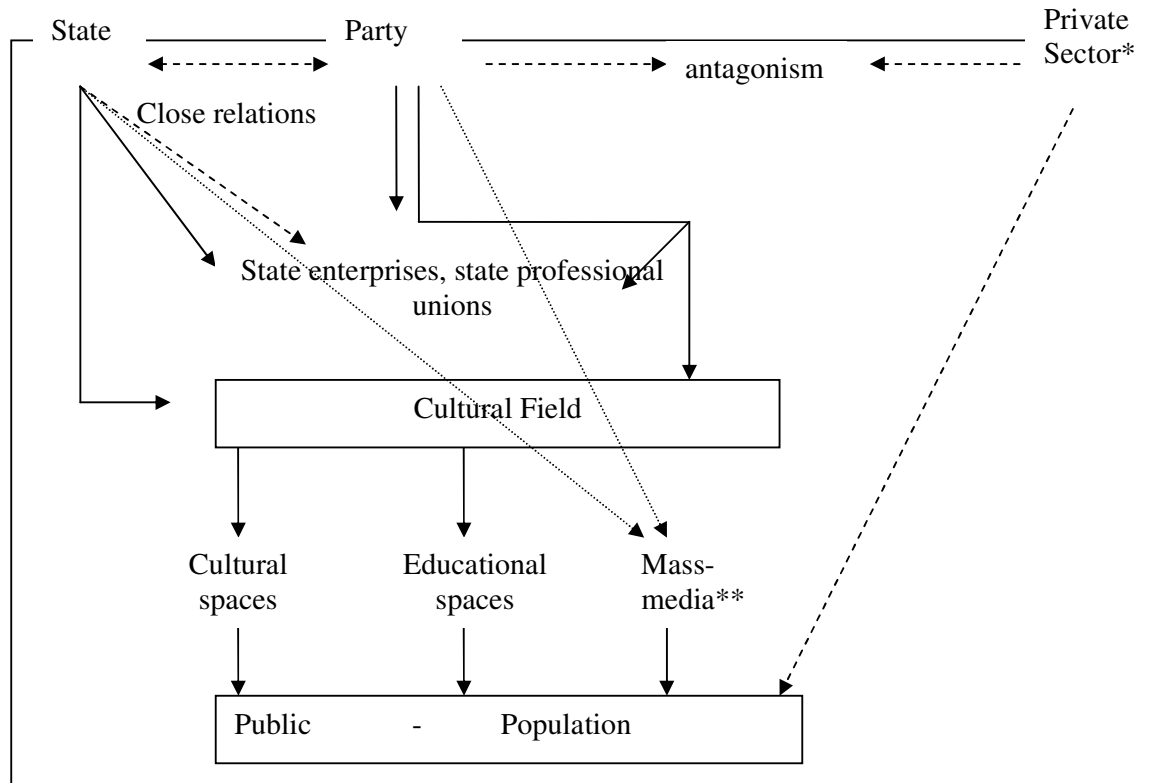 State
Party
Private
Sector*
antagonism
Close relations
State enterprises, state professional
unions
Cultural Field
Cultural
spaces
Educational
spaces
Mass-
media**
Public - Population